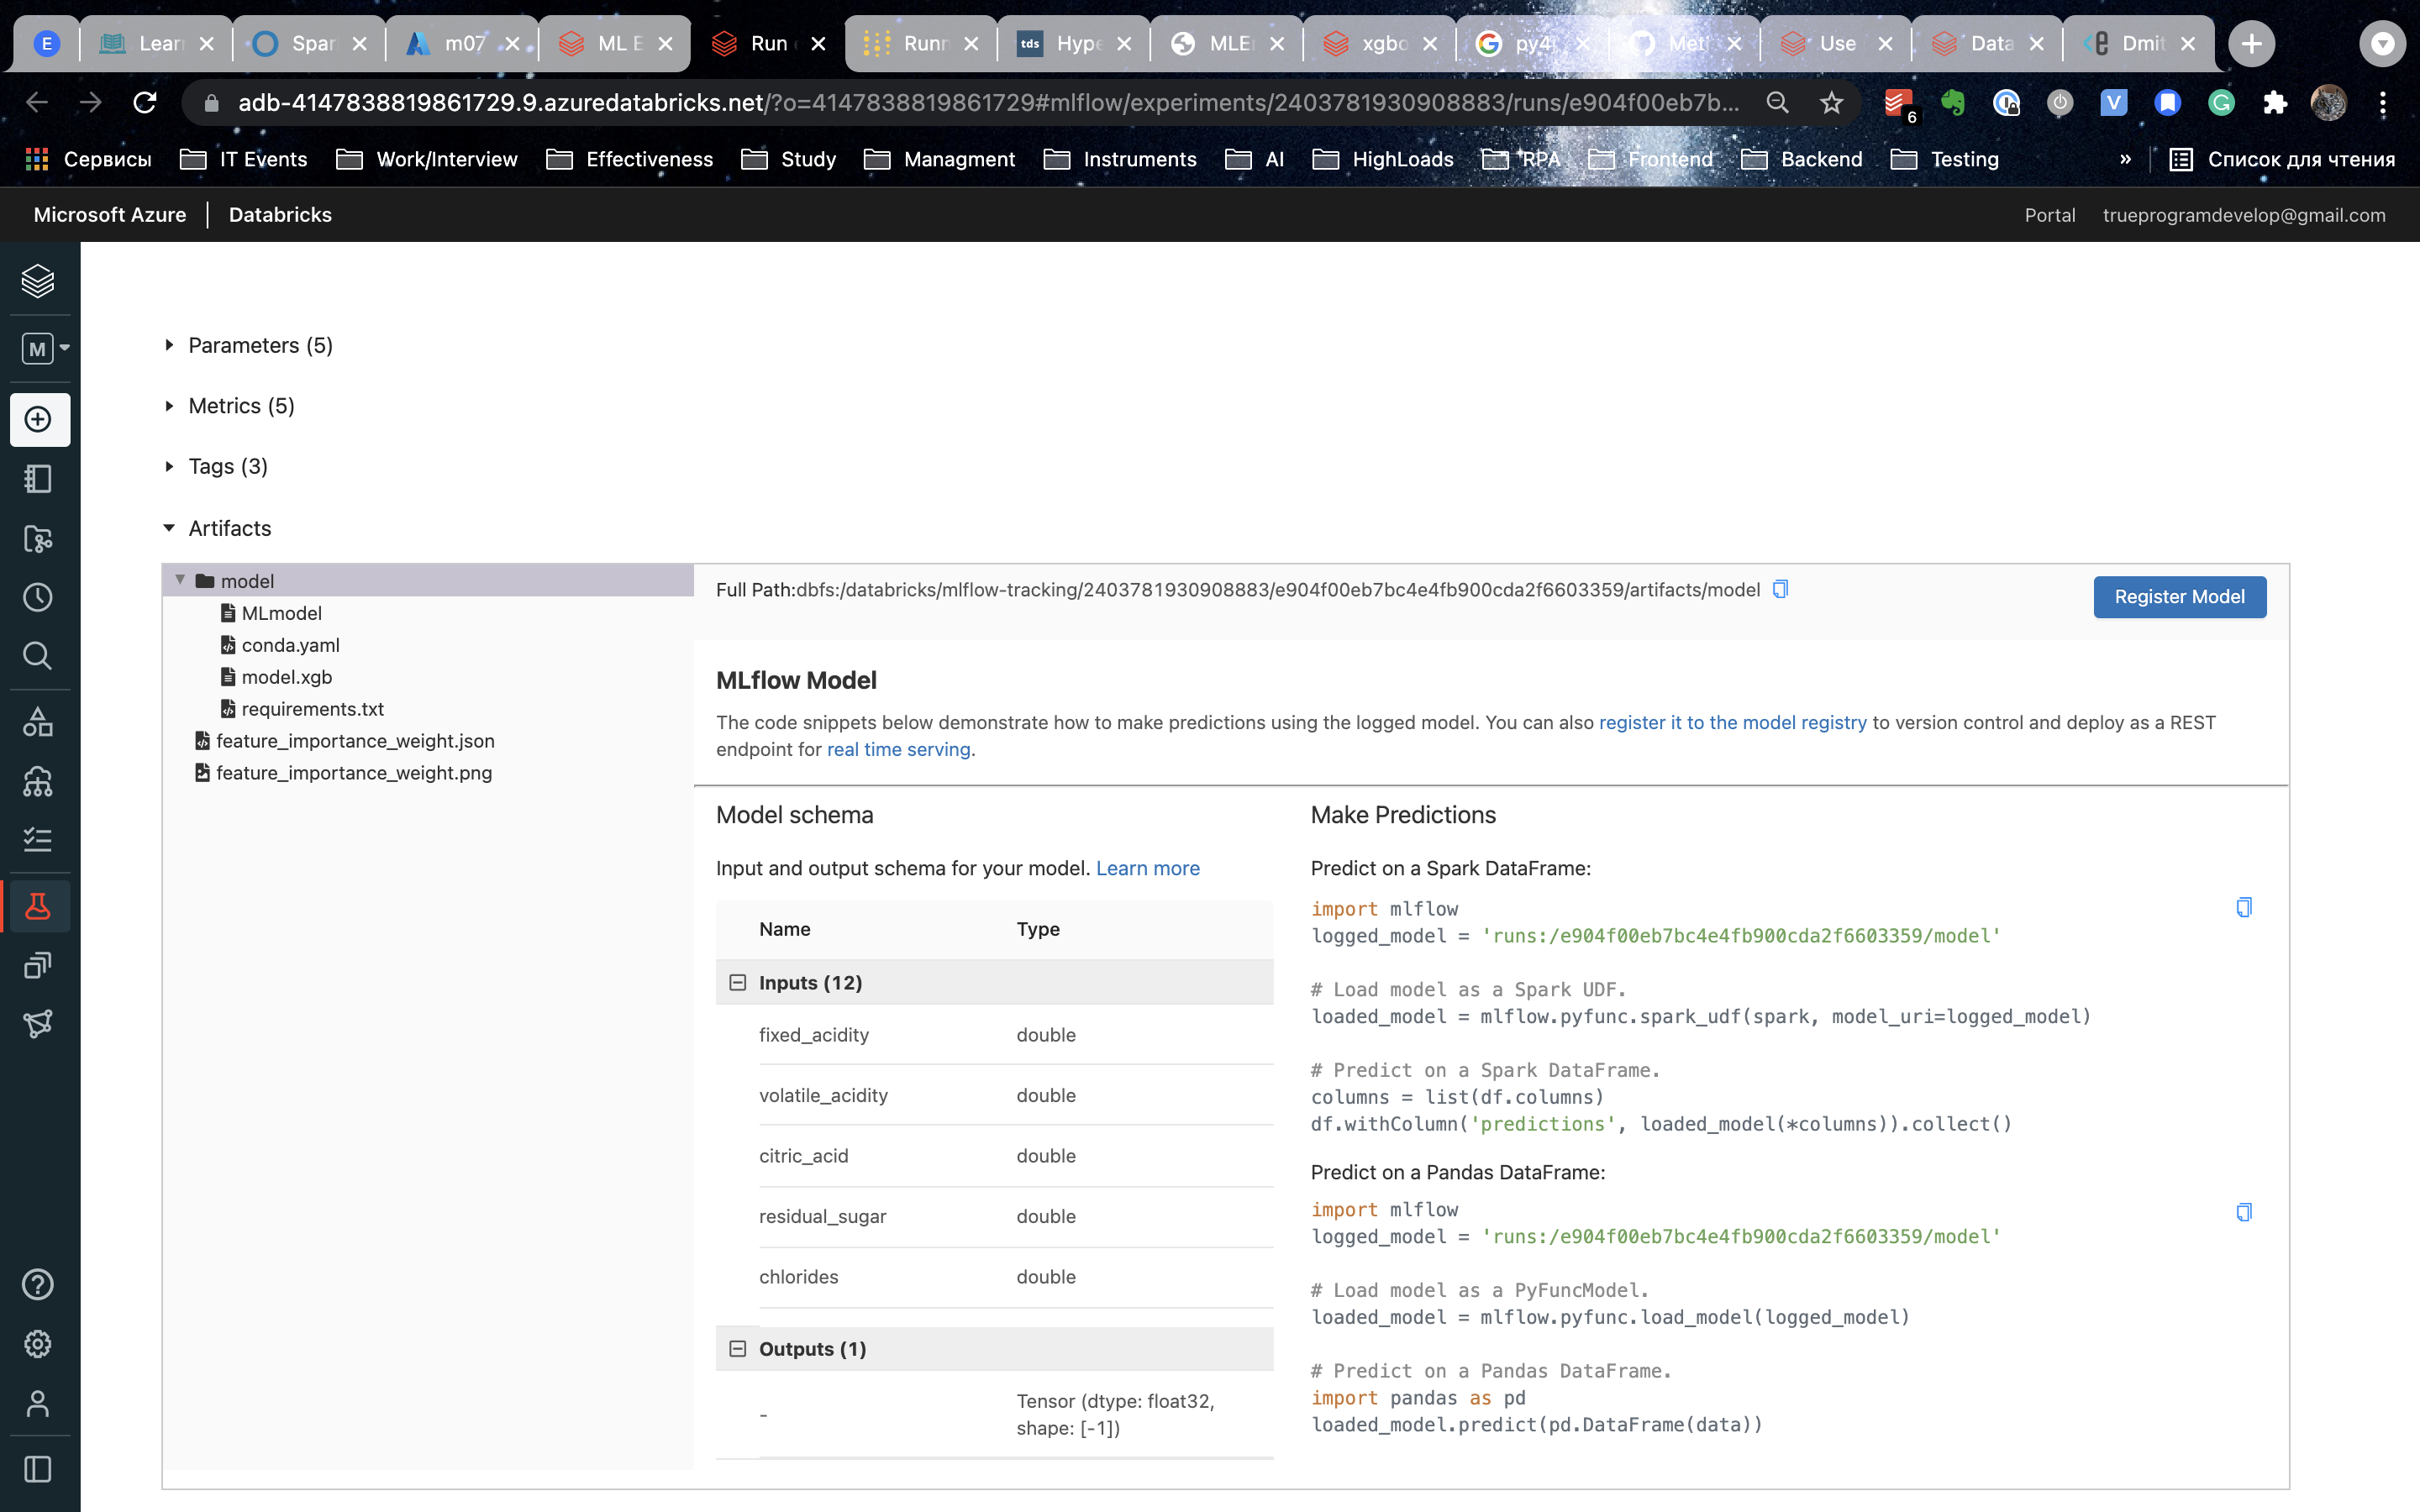 E Lear Spar m07 ML E Run Runn tds Hype MLE xgbo py4 Met Use Data Dmit
adb-4147838819861729.9.azuredatabricks.net/?o=4147838819861729#mlflow/experiments/2403781930908883/runs/e904f00eb7b... 6 V G
Сервисы IT Events Work/Interview Effectiveness Study Managment Instruments AI HighLoads RPA Frontend Backend Testing » Список для чтения
Microsoft Azure Databricks Portal trueprogramdevelop@gmail.com
M
Parameters (5)
Metrics (5)
Tags (3)
Artifacts
model
MLmodel
conda.yaml
model.xgb
requirements.txt
feature_importance_weight.json
feature_importance_weight.png
Full Path:dbfs:/databricks/mlflow-tracking/2403781930908883/e904f00eb7bc4e4fb900cda2f6603359/artifacts/model
Register Model
MLflow Model
The code snippets below demonstrate how to make predictions using the logged model. You can also register it to the model registry to version control and deploy as a REST
endpoint for real time serving.
Model schema
Input and output schema for your model. Learn more
Name Type
Inputs (12)
fixed_acidity double
volatile_acidity double
citric_acid double
residual_sugar double
chlorides double
Outputs (1)
- Tensor (dtype: float32,
shape: [-1])
Make Predictions
Predict on a Spark DataFrame:
import mlflow
logged_model = 'runs:/e904f00eb7bc4e4fb900cda2f6603359/model'
# Load model as a Spark UDF.
loaded_model = mlflow.pyfunc.spark_udf(spark, model_uri=logged_model)
# Predict on a Spark DataFrame.
columns = list(df.columns)
df.withColumn('predictions', loaded_model(*columns)).collect()
Predict on a Pandas DataFrame:
import mlflow
logged_model = 'runs:/e904f00eb7bc4e4fb900cda2f6603359/model'
# Load model as a PyFuncModel.
loaded_model = mlflow.pyfunc.load_model(logged_model)
# Predict on a Pandas DataFrame.
import pandas as pd
loaded_model.predict(pd.DataFrame(data))